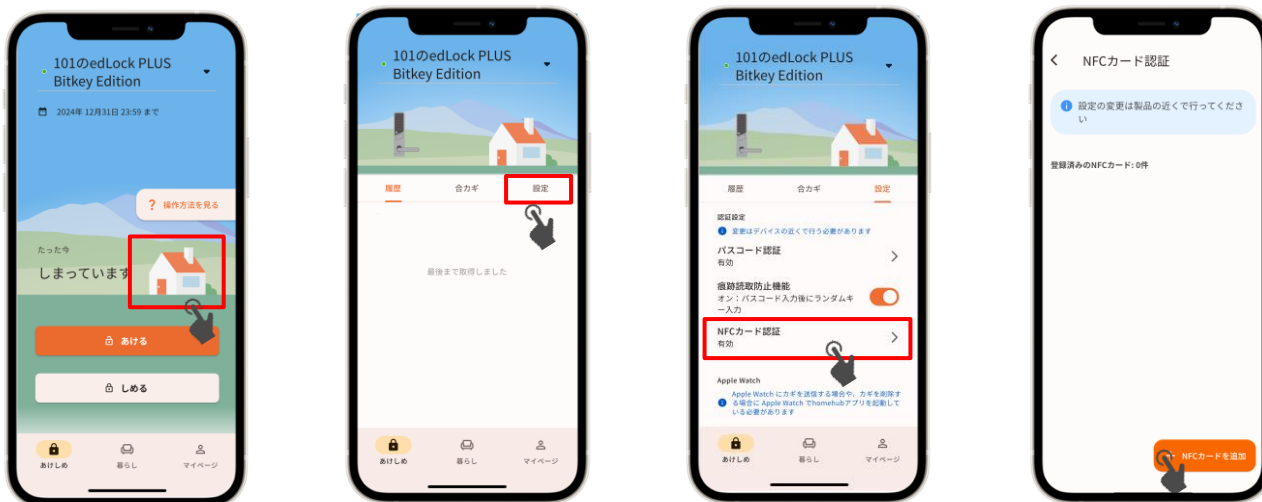 101のedLock PLUS
Bitkey Edition
2024年 12月31日 23:59 まで
? 操作方法を見る
たった今
しまっています
あける
しめる
あけしめ
暮らし
マイページ
101のedLock PLUS
Bitkey Edition
履歴
合カギ
設定
最後まで取得しました
あけしめ
暮らし
マイページ
101のedLock PLUS
Bitkey Edition
履歴
合カギ
設定
認証設定
変更はデバイスの近くで行う必要があります
パスコード認証
有効
痕跡読取防止機能
オン：パスコード入力後にランダムキ
ー入力
NFCカード認証
有効
Apple Watch
Apple Watch にカギを送信する場合や、カギを削除す
る場合に Apple Watch でhomehubアプリを起動して
いる必要があります
あけしめ
暮らし
マイページ
NFCカード認証
設定の変更は製品の近くで行ってくださ
い
登録済みのNFCカード: 0件
NFCカードを追加